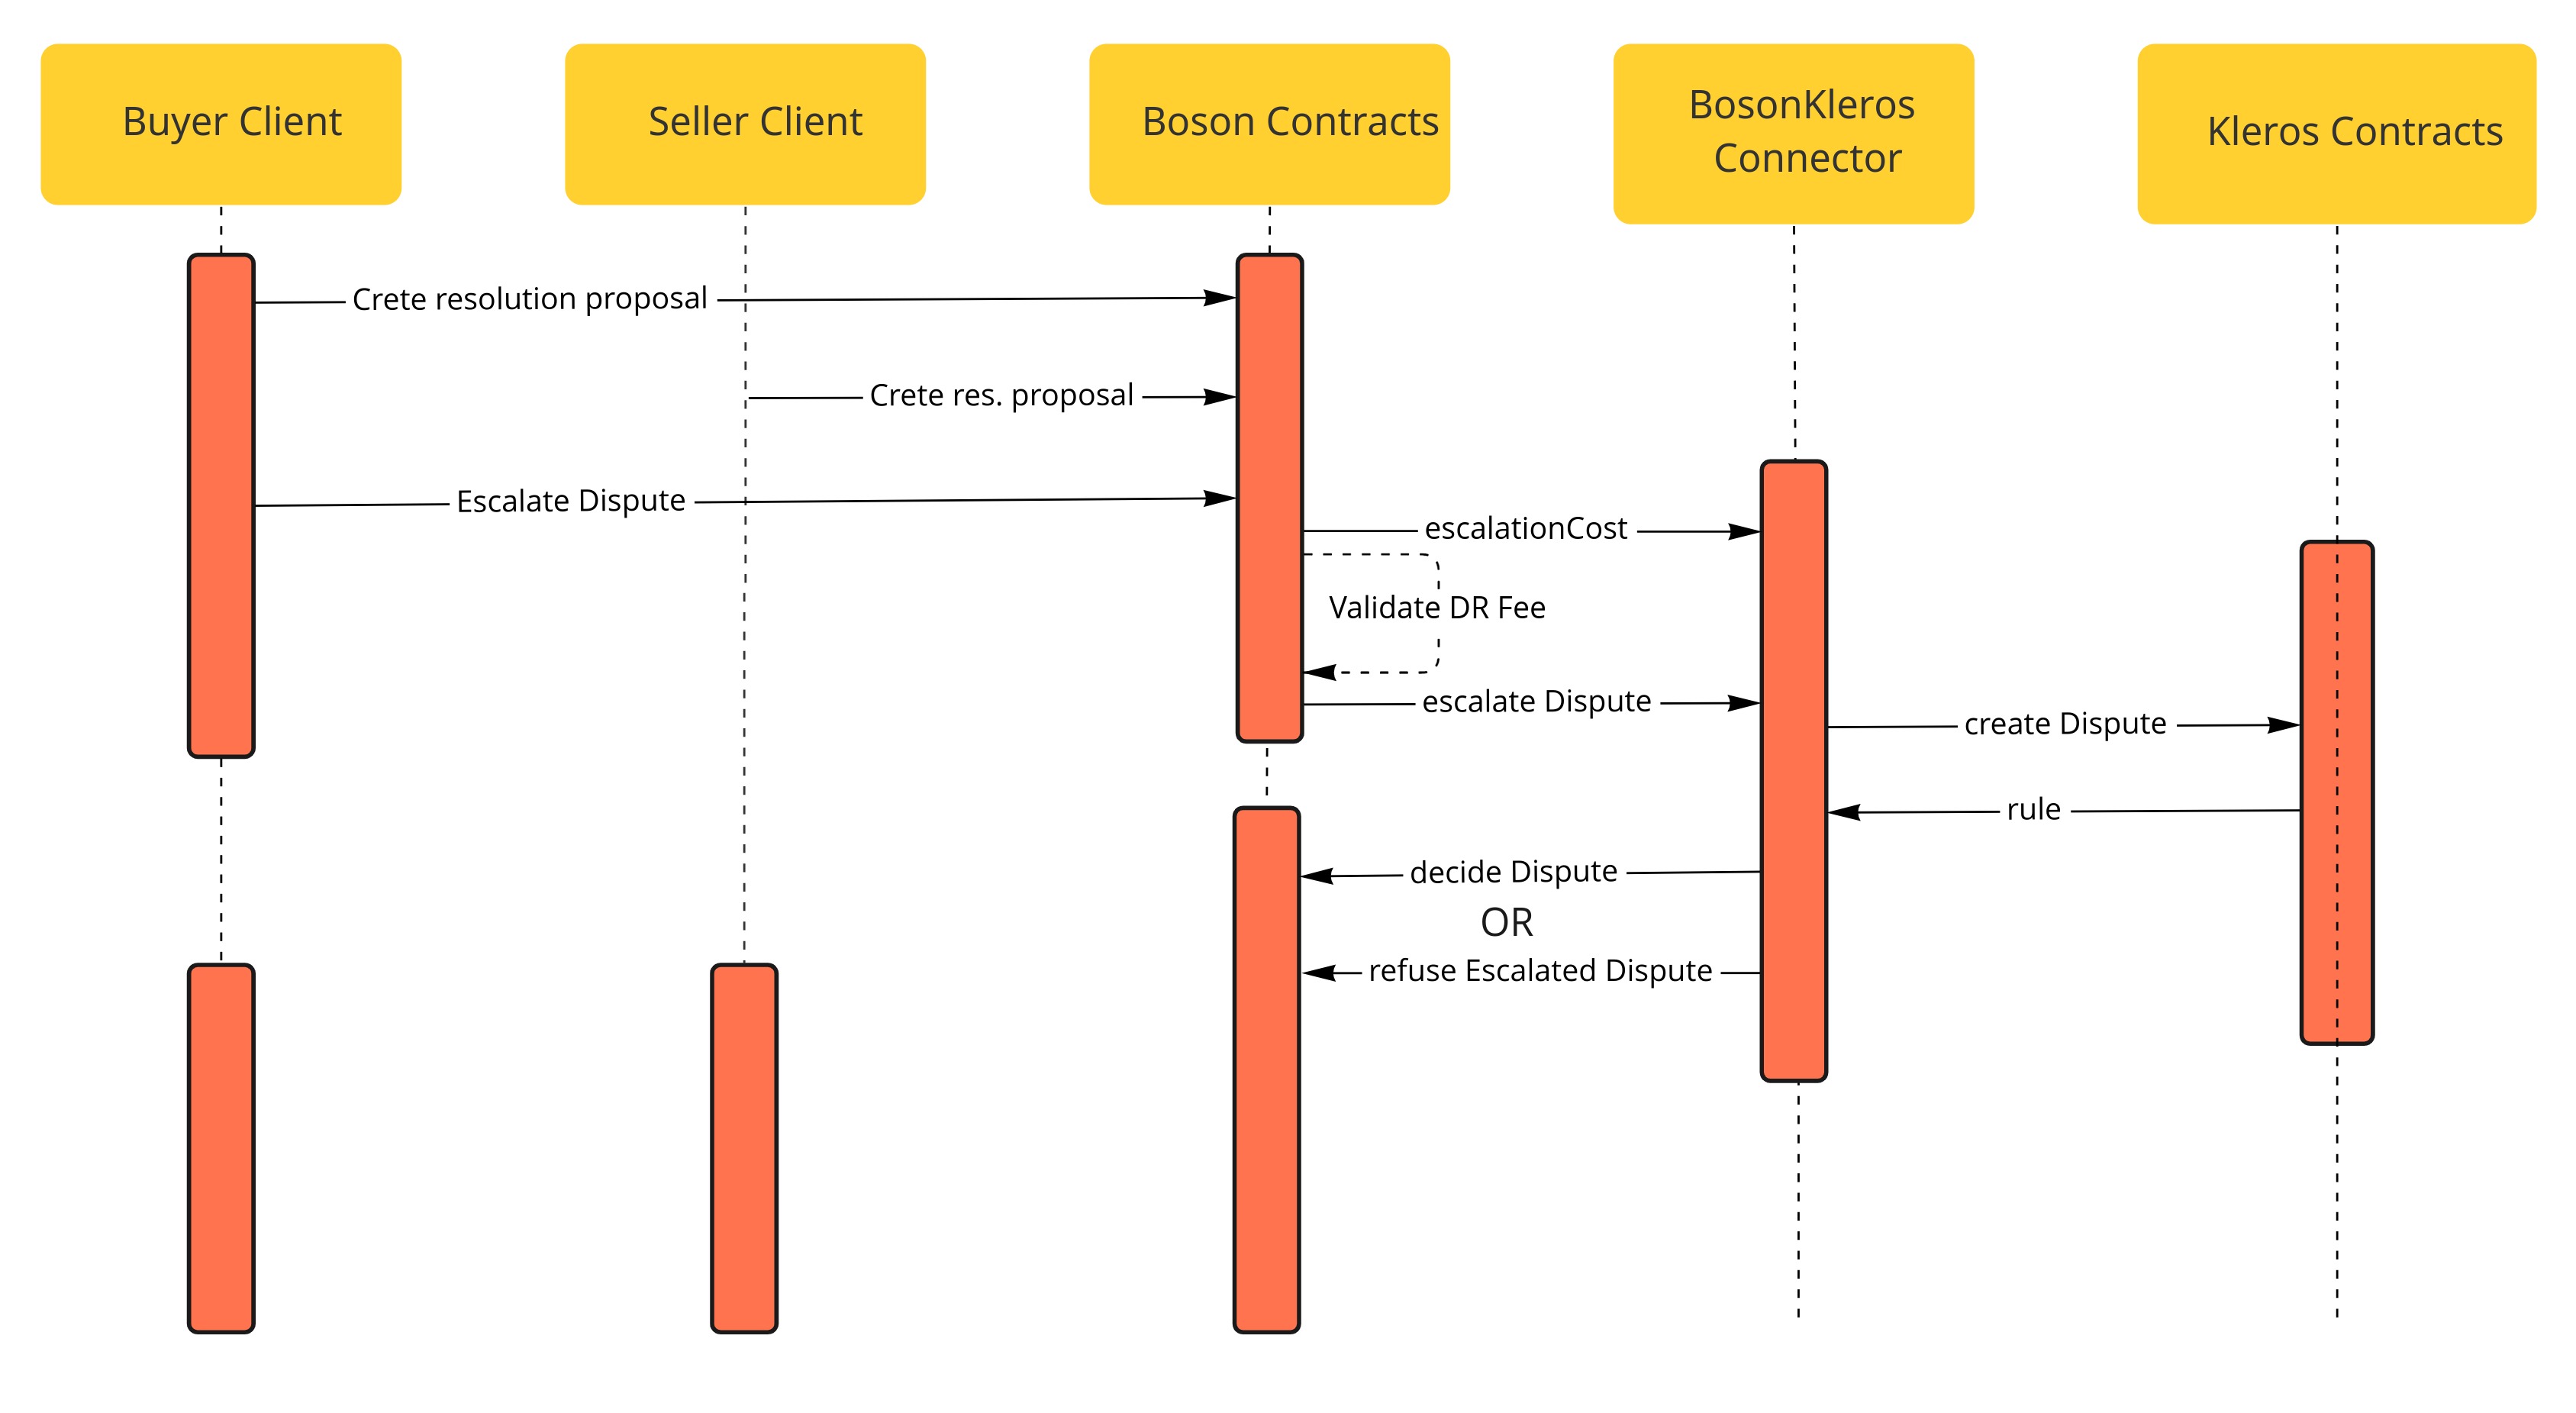 Buyer Client
Seller Client
Boson Contracts
BosonKleros
Connector
Kleros Contracts
Crete resolution proposal
Crete res. proposal
Escalate Dispute
escalationCost
Validate DR Fee
escalate Dispute
create Dispute
rule
decide Dispute
OR
refuse Escalated Dispute